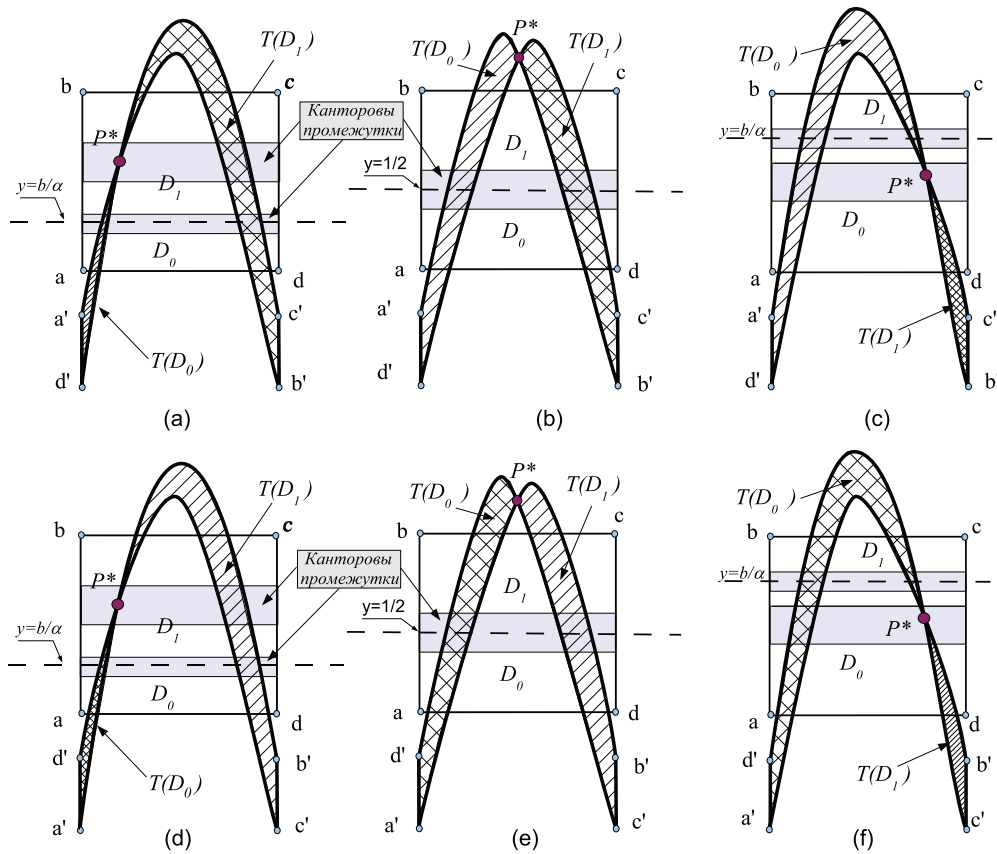 b
c
T(D₁)
P*
Канторовы
промежутки
D₁
y=b/α
D₀
a
d
a'
c'
T(D₀)
d'
b'
(a)
P*
b
c
T(D₀)
T(D₁)
D₁
y=1/2
D₀
a
d
a'
c'
d'
b'
(b)
T(D₀)
b
c
D₁
y=b/α
P*
D₀
a
d
a'
c'
T(D₁)
d'
b'
(c)
b
c
T(D₁)
P*
Канторовы
промежутки
D₁
y=b/α
D₀
a
d
d'
b'
T(D₀)
a'
c'
(d)
P*
b
c
T(D₀)
T(D₁)
D₁
y=1/2
D₀
a
d
d'
b'
a'
c'
(e)
T(D₀)
b
c
D₁
y=b/α
P*
D₀
a
d
d'
b'
T(D₁)
a'
c'
(f)